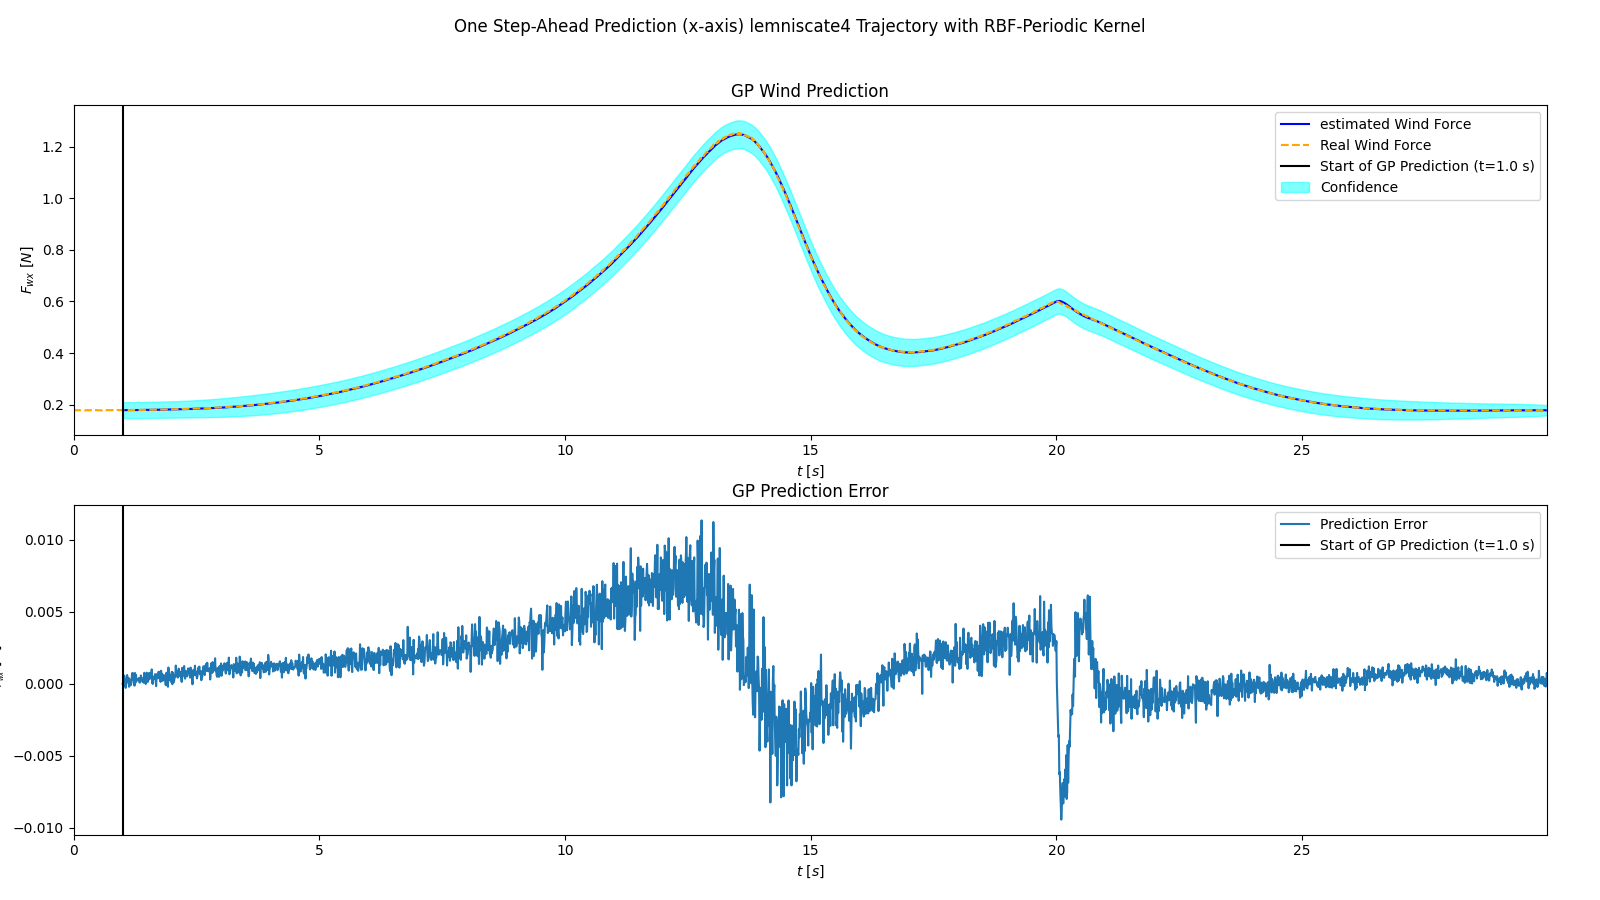 One Step-Ahead Prediction (x-axis) lemniscate4 Trajectory with RBF-Periodic Kernel
GP Wind Prediction
estimated Wind Force
Real Wind Force
Start of GP Prediction (t=1.0 s)
Confidence
1.2
1.0
0.8
0.6
0.4
0.2
F_wx [N]
0 5 10 15 20 25
t [s]
GP Prediction Error
Prediction Error
Start of GP Prediction (t=1.0 s)
0.010
0.005
0.000
−0.005
−0.010
0 5 10 15 20 25
t [s]